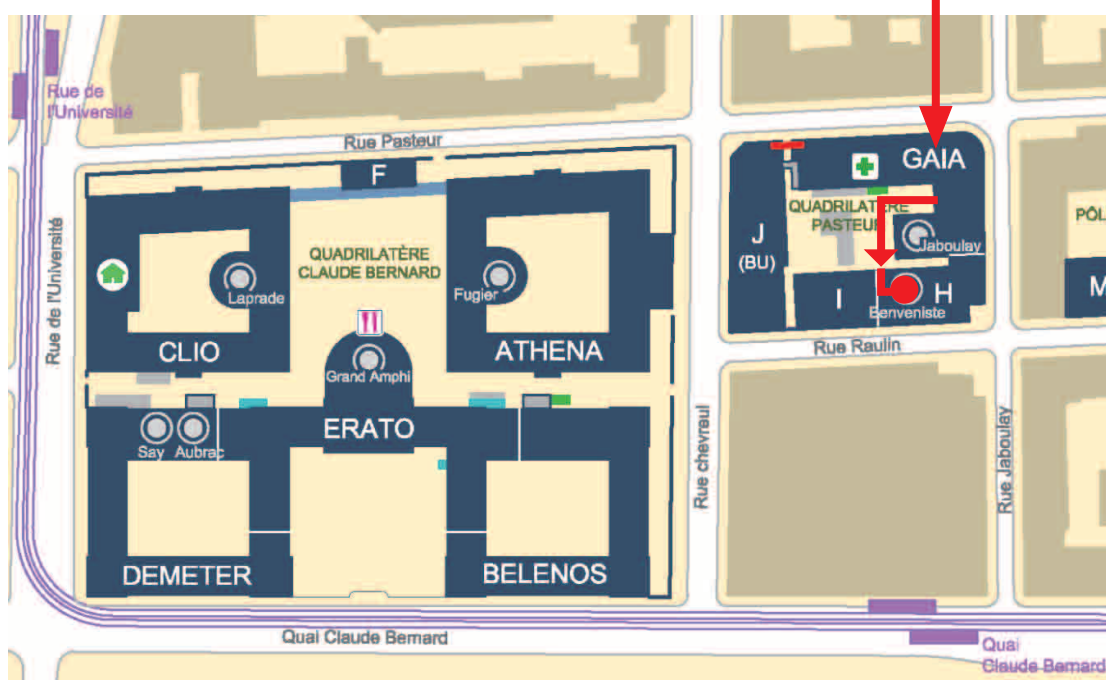 Rue de
l'Université
Rue Pasteur
F
GAIA
QUADRILATÈRE
PASTEUR
J
(BU)
Jaboulay
I
H
Benveniste
Rue Raulin
M
QUADRILATÈRE
CLAUDE BERNARD
Laprade
Fugier
CLIO
ATHENA
Grand Amphi
ERATO
Say
Aubrac
DEMETER
BELENOS
Rue de l'Université
Rue chevreul
Rue Jaboulay
Quai Claude Bernard
Quai
Claude Bernard